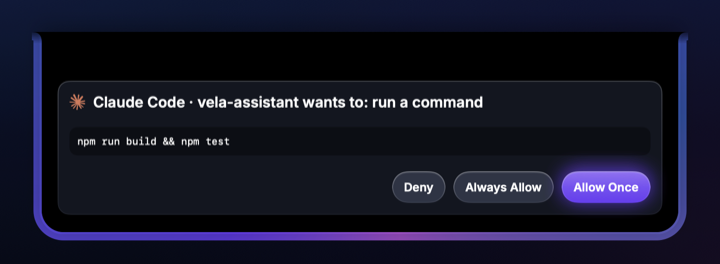 Claude Code · vela-assistant wants to: run a command
npm run build && npm test
Deny Always Allow Allow Once